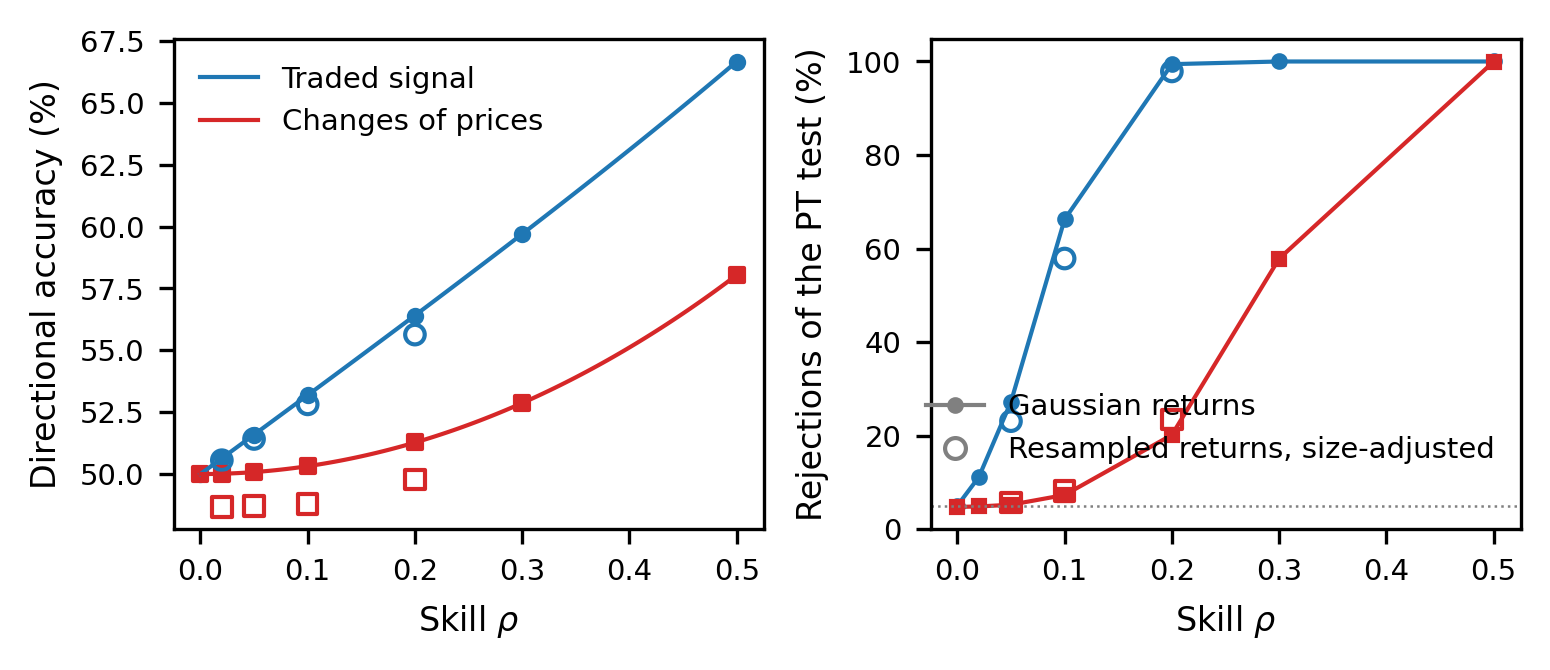 Directional accuracy (%)
67.5
65.0
62.5
60.0
57.5
55.0
52.5
50.0
Traded signal
Changes of prices
0.0 0.1 0.2 0.3 0.4 0.5
Skill ρ
Rejections of the PT test (%)
100
80
60
40
20
0
Gaussian returns
Resampled returns, size-adjusted
0.0 0.1 0.2 0.3 0.4 0.5
Skill ρ